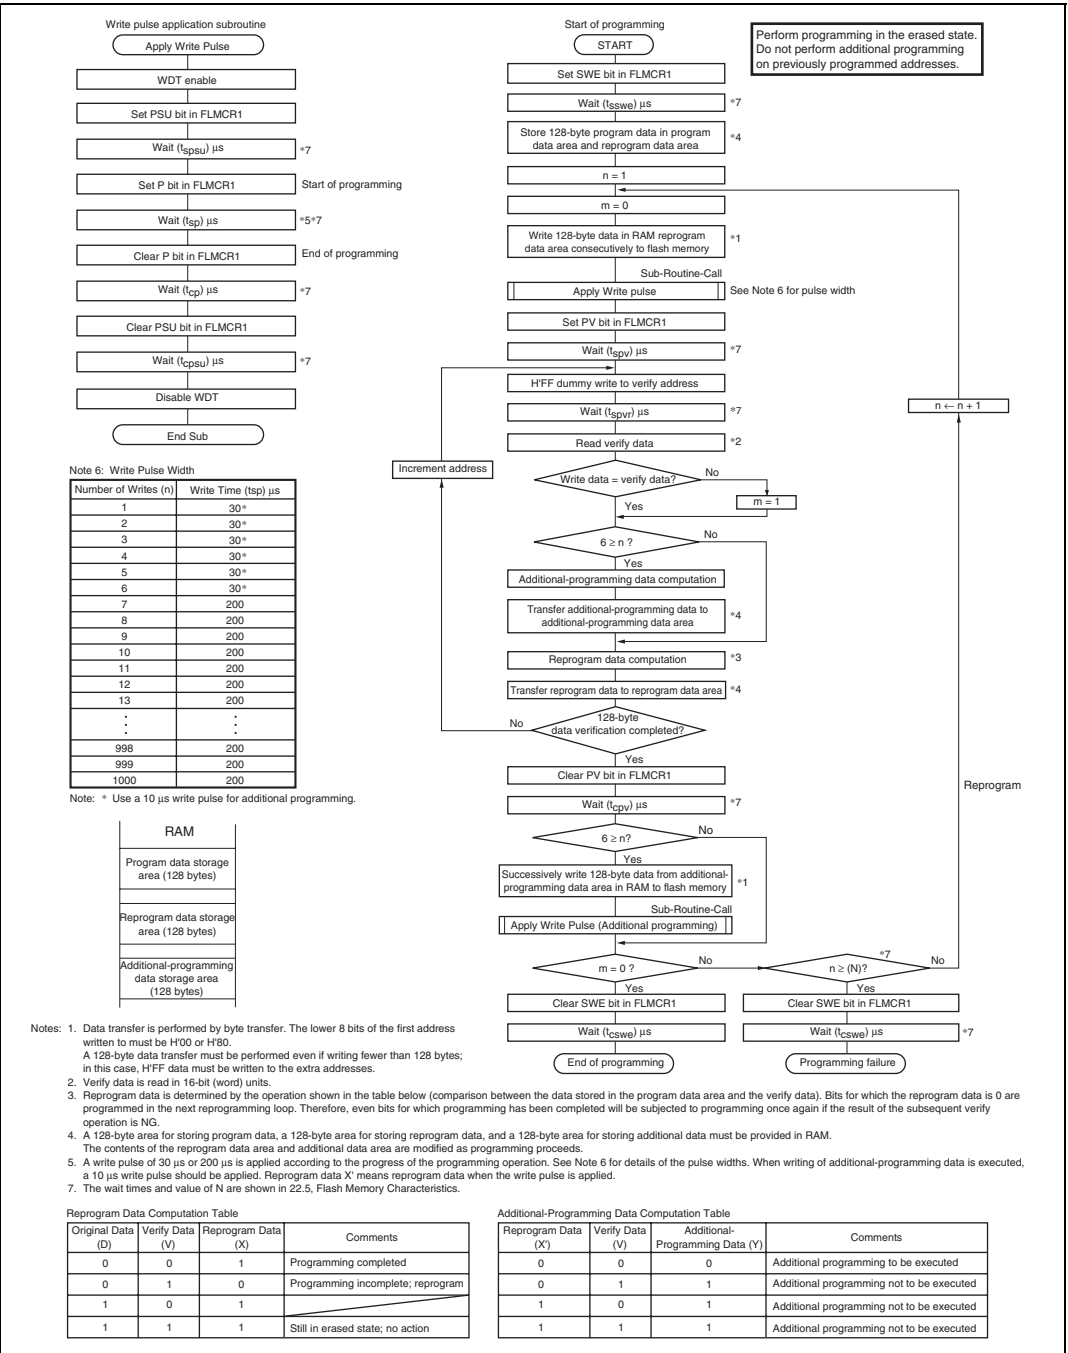 Write pulse application subroutine
Apply Write Pulse
WDT enable
Set PSU bit in FLMCR1
Wait (tspsu) μs
*7
Set P bit in FLMCR1
Start of programming
Wait (tsp) μs
*5*7
Clear P bit in FLMCR1
End of programming
Wait (tcp) μs
*7
Clear PSU bit in FLMCR1
Wait (tcpsu) μs
*7
Disable WDT
End Sub
Note 6: Write Pulse Width
Number of Writes (n) Write Time (tsp) μs
1 30*
2 30*
3 30*
4 30*
5 30*
6 30*
7 200
8 200
9 200
10 200
11 200
12 200
13 200
998 200
999 200
1000 200
Note: * Use a 10 μs write pulse for additional programming.
RAM
Program data storage
area (128 bytes)
Reprogram data storage
area (128 bytes)
Additional-programming
data storage area
(128 bytes)
Start of programming
START
Perform programming in the erased state.
Do not perform additional programming
on previously programmed addresses.
Set SWE bit in FLMCR1
Wait (tsswe) μs
*7
Store 128-byte program data in program
data area and reprogram data area
*4
n = 1
m = 0
Write 128-byte data in RAM reprogram
data area consecutively to flash memory
*1
Sub-Routine-Call
Apply Write pulse
See Note 6 for pulse width
Set PV bit in FLMCR1
Wait (tspv) μs
*7
H'FF dummy write to verify address
Wait (tspvr) μs
*7
Read verify data
*2
Increment address
Write data = verify data?
No
m = 1
Yes
6 ≥ n ?
No
Yes
Additional-programming data computation
Transfer additional-programming data to
additional-programming data area
*4
Reprogram data computation
*3
Transfer reprogram data to reprogram data area
*4
128-byte
data verification completed?
No
Yes
Clear PV bit in FLMCR1
Wait (tcpv) μs
*7
6 ≥ n?
No
Yes
Successively write 128-byte data from additional-
programming data area in RAM to flash memory
*1
Sub-Routine-Call
Apply Write Pulse (Additional programming)
m = 0 ?
No
Yes
n ≥ (N)?
*7
No
Yes
n ← n + 1
Reprogram
Clear SWE bit in FLMCR1
Clear SWE bit in FLMCR1
Wait (tcswe) μs
Wait (tcswe) μs
*7
End of programming
Programming failure
Notes: 1. Data transfer is performed by byte transfer. The lower 8 bits of the first address
written to must be H'00 or H'80.
A 128-byte data transfer must be performed even if writing fewer than 128 bytes;
in this case, H'FF data must be written to the extra addresses.
2. Verify data is read in 16-bit (word) units.
3. Reprogram data is determined by the operation shown in the table below (comparison between the data stored in the program data area and the verify data). Bits for which the reprogram data is 0 are
programmed in the next reprogramming loop. Therefore, even bits for which programming has been completed will be subjected to programming once again if the result of the subsequent verify
operation is NG.
4. A 128-byte area for storing program data, a 128-byte area for storing reprogram data, and a 128-byte area for storing additional data must be provided in RAM.
The contents of the reprogram data area and additional data area are modified as programming proceeds.
5. A write pulse of 30 μs or 200 μs is applied according to the progress of the programming operation. See Note 6 for details of the pulse widths. When writing of additional-programming data is executed,
a 10 μs write pulse should be applied. Reprogram data X' means reprogram data when the write pulse is applied.
7. The wait times and value of N are shown in 22.5, Flash Memory Characteristics.
Reprogram Data Computation Table
Original Data (D) Verify Data (V) Reprogram Data (X) Comments
0 0 1 Programming completed
0 1 0 Programming incomplete; reprogram
1 0 1
1 1 1 Still in erased state; no action
Additional-Programming Data Computation Table
Reprogram Data (X') Verify Data (V) Additional-Programming Data (Y) Comments
0 0 0 Additional programming to be executed
0 1 1 Additional programming not to be executed
1 0 1 Additional programming not to be executed
1 1 1 Additional programming not to be executed